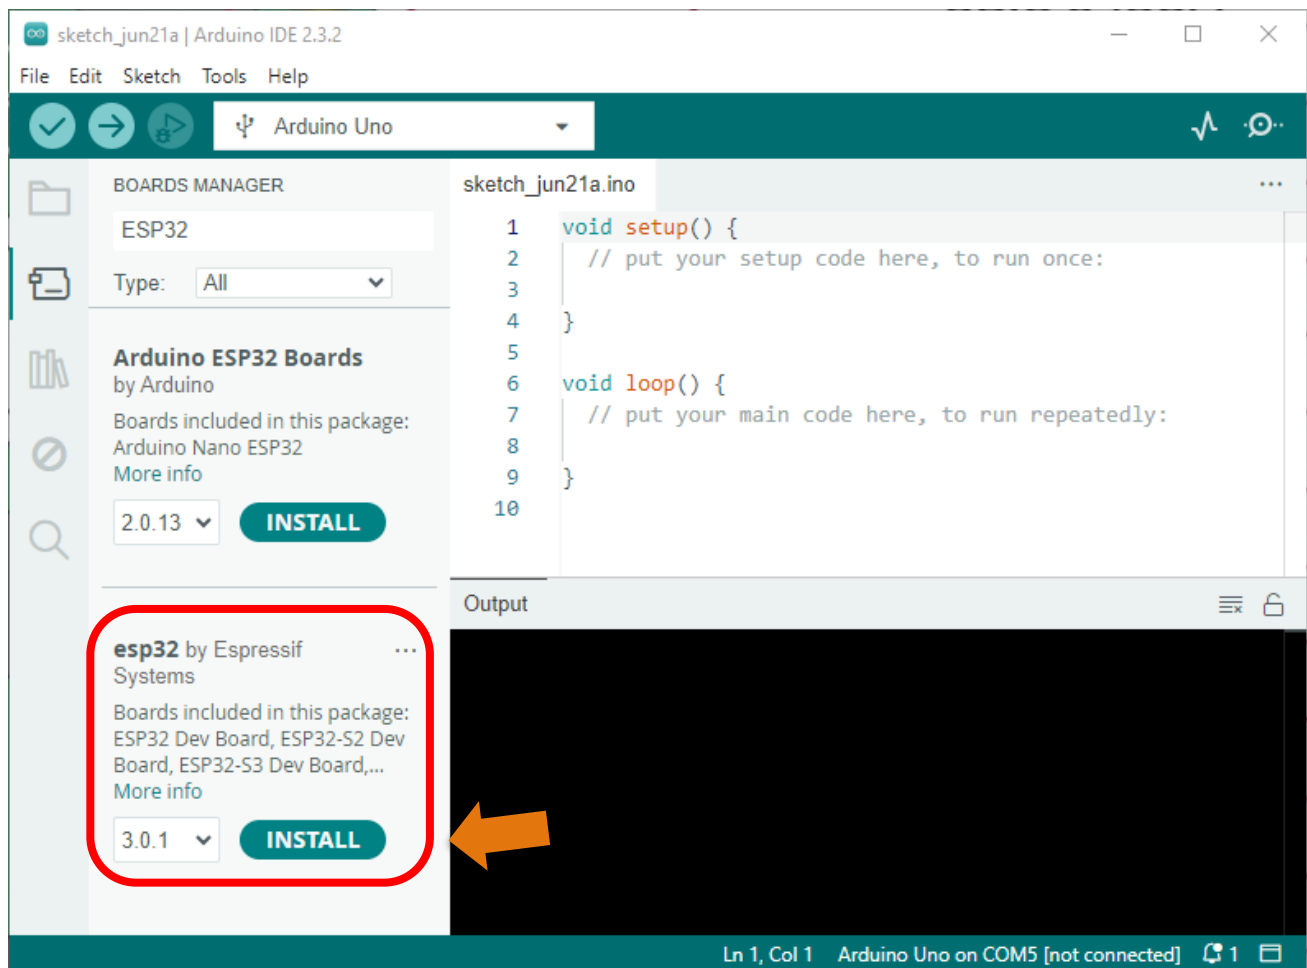 sketch_jun21a | Arduino IDE 2.3.2
File Edit Sketch Tools Help
Arduino Uno
BOARDS MANAGER
ESP32
Type: All
Arduino ESP32 Boards
by Arduino
Boards included in this package:
Arduino Nano ESP32
More info
2.0.13 INSTALL
esp32 by Espressif ...
Systems
Boards included in this package:
ESP32 Dev Board, ESP32-S2 Dev
Board, ESP32-S3 Dev Board,...
More info
3.0.1 INSTALL
sketch_jun21a.ino ...
1 void setup() {
2 // put your setup code here, to run once:
3
4 }
5
6 void loop() {
7 // put your main code here, to run repeatedly:
8
9 }
10
Output
Ln 1, Col 1 Arduino Uno on COM5 [not connected] 1